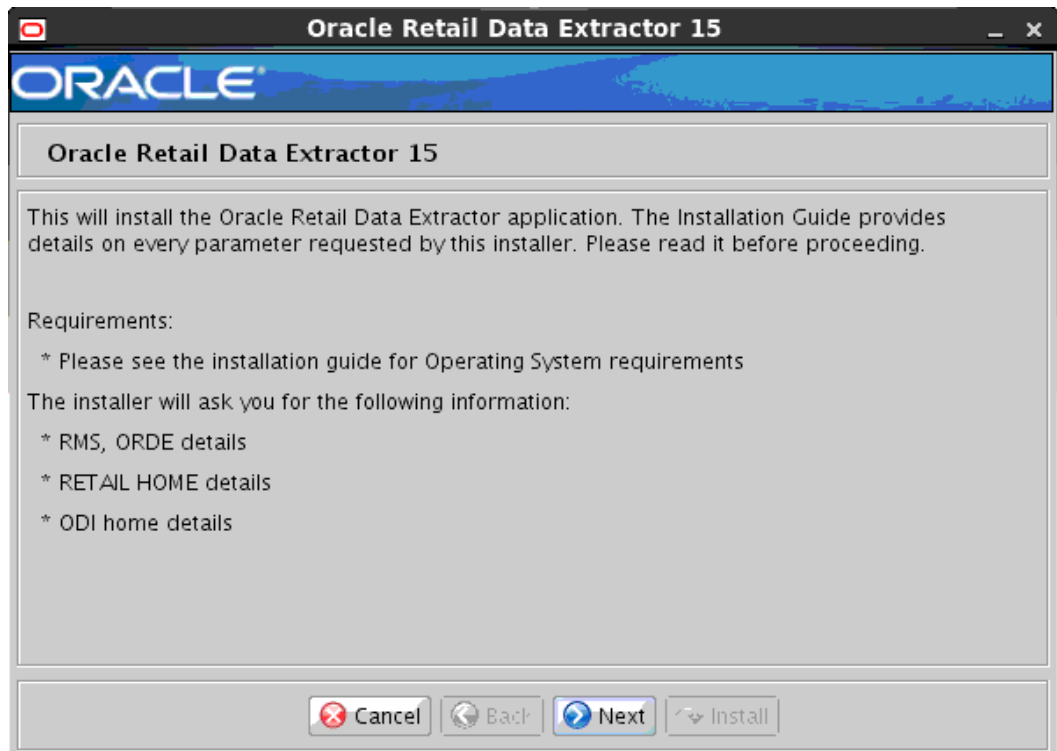 Oracle Retail Data Extractor 15
ORACLE
Oracle Retail Data Extractor 15
This will install the Oracle Retail Data Extractor application. The Installation Guide provides
details on every parameter requested by this installer. Please read it before proceeding.
Requirements:
* Please see the installation guide for Operating System requirements
The installer will ask you for the following information:
* RMS, ORDE details
* RETAIL HOME details
* ODI home details
Cancel Back Next Install